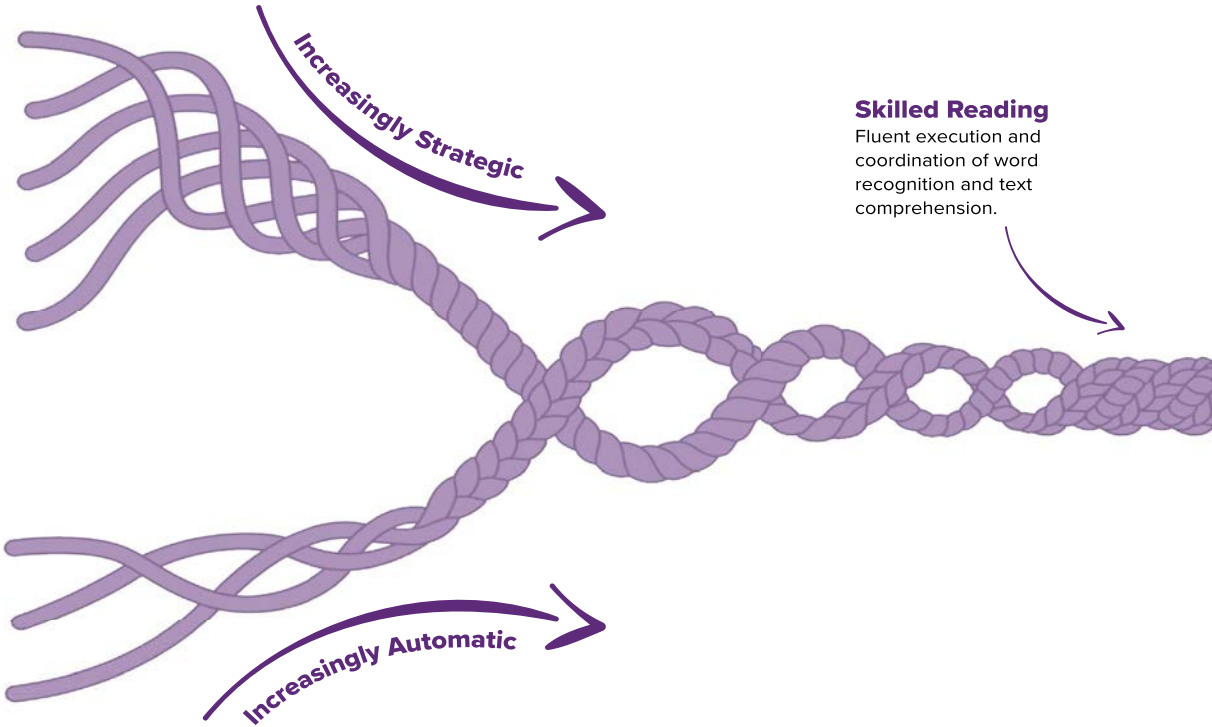 Increasingly Strategic
Skilled Reading
Fluent execution and
coordination of word
recognition and text
comprehension.
Increasingly Automatic